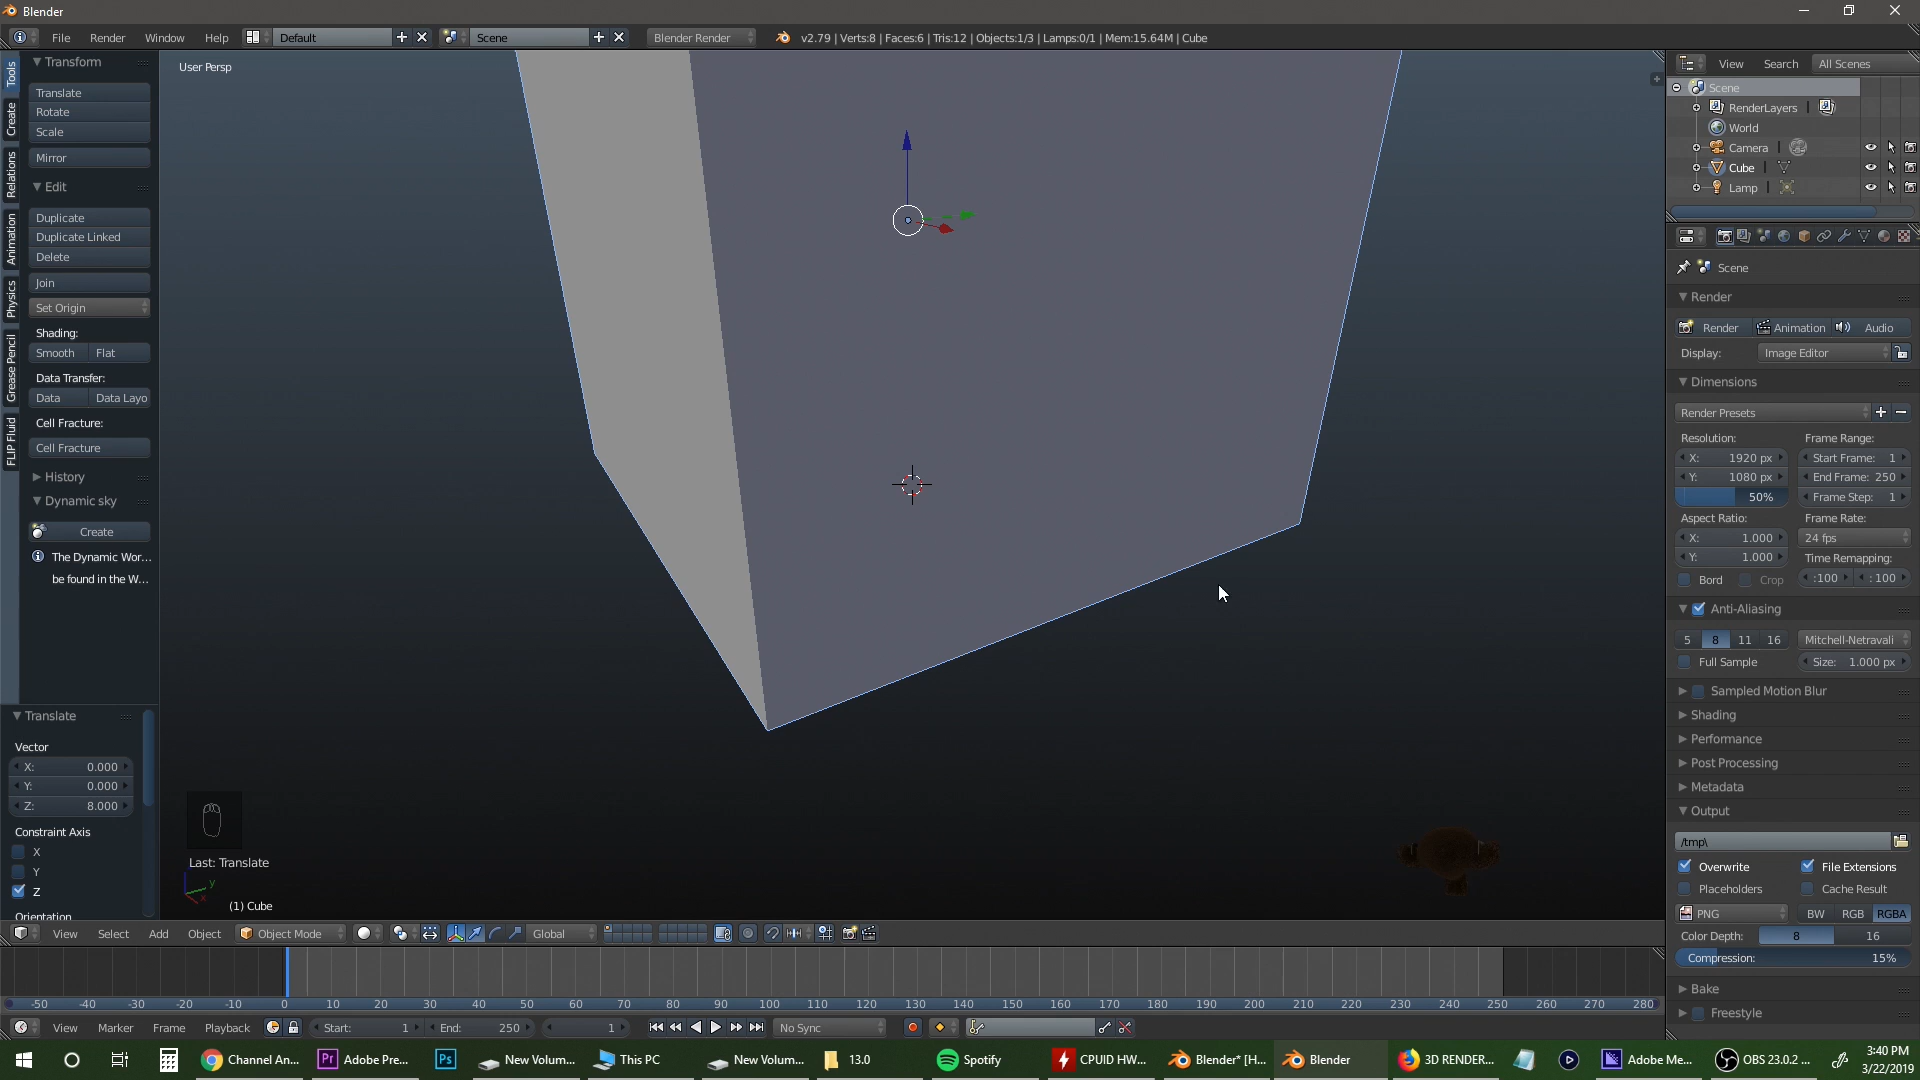 Blender
File Render Window Help Default Scene Blender Render v2.79 | Verts:8 | Faces:6 | Tris:12 | Objects:1/3 | Lamps:0/1 | Mem:15.64M | Cube
Tools
Create
Relations
Animation
Physics
Grease Pencil
FLIP Fluid
Transform
Translate
Rotate
Scale
Mirror
Edit
Duplicate
Duplicate Linked
Delete
Join
Set Origin
Shading:
Smooth Flat
Data Transfer:
Data Data Layo
Cell Fracture:
Cell Fracture
History
Dynamic sky
Create
The Dynamic Wor...
be found in the W...
Translate
Vector
X: 0.000
Y: 0.000
Z: 8.000
Constraint Axis
X
Y
Z
Orientation
User Persp
Last: Translate
y
x
(1) Cube
View Search All Scenes
Scene
RenderLayers |
World
Camera |
Cube |
Lamp |
Scene
Render
Render Animation Audio
Display: Image Editor
Dimensions
Render Presets
Resolution: Frame Range:
X: 1920 px Start Frame: 1
Y: 1080 px End Frame: 250
50% Frame Step: 1
Aspect Ratio: Frame Rate:
X: 1.000 24 fps
Y: 1.000 Time Remapping:
Bord Crop :100 : 100
Anti-Aliasing
5 8 11 16 Mitchell-Netravali
Full Sample Size: 1.000 px
Sampled Motion Blur
Shading
Performance
Post Processing
Metadata
Output
/tmp\
Overwrite File Extensions
Placeholders Cache Result
PNG BW RGB RGBA
Color Depth: 8 16
Compression: 15%
Bake
Freestyle
View Select Add Object Object Mode Global
-50 -40 -30 -20 -10 0 10 20 30 40 50 60 70 80 90 100 110 120 130 140 150 160 170 180 190 200 210 220 230 240 250 260 270 280
View Marker Frame Playback Start: 1 End: 250 1 No Sync
Channel An... Adobe Pre... New Volum... This PC New Volum... 13.0 Spotify CPUID HW... Blender* [H... Blender 3D RENDER... Adobe Me... OBS 23.0.2 ... 3:40 PM
3/22/2019